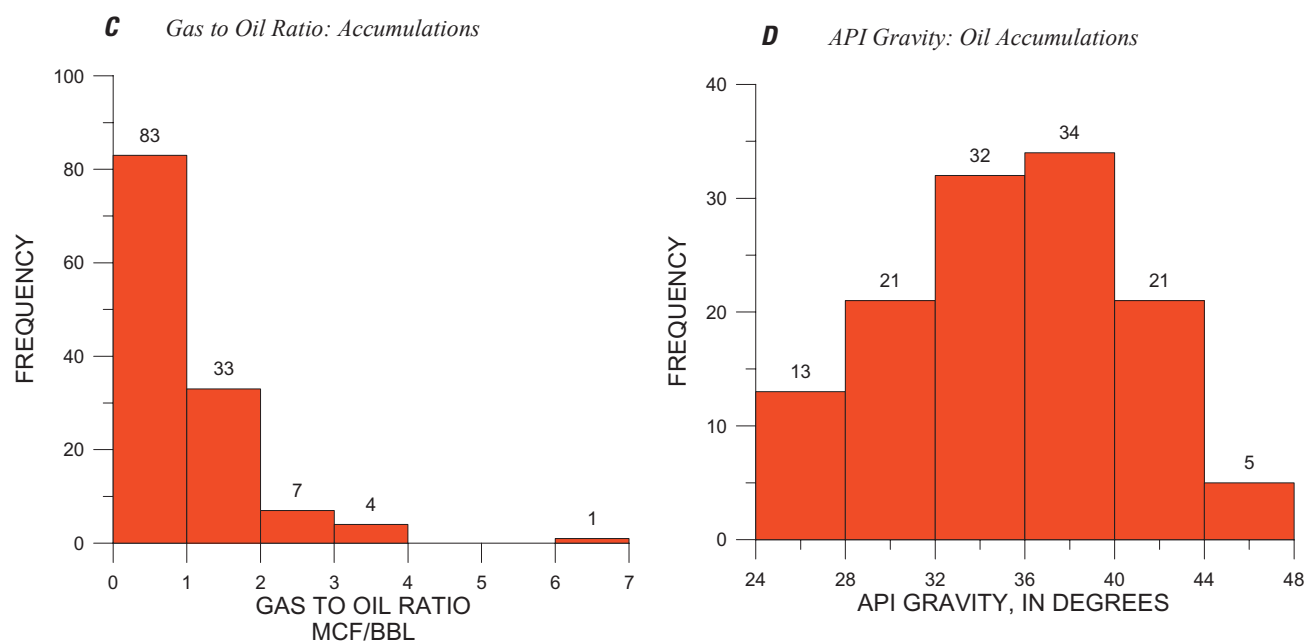 C Gas to Oil Ratio: Accumulations
100
80
60
40
20
0
FREQUENCY
83
33
7
4
1
0 1 2 3 4 5 6 7
GAS TO OIL RATIO
MCF/BBL
D API Gravity: Oil Accumulations
40
30
20
10
0
FREQUENCY
13
21
32
34
21
5
24 28 32 36 40 44 48
API GRAVITY, IN DEGREES